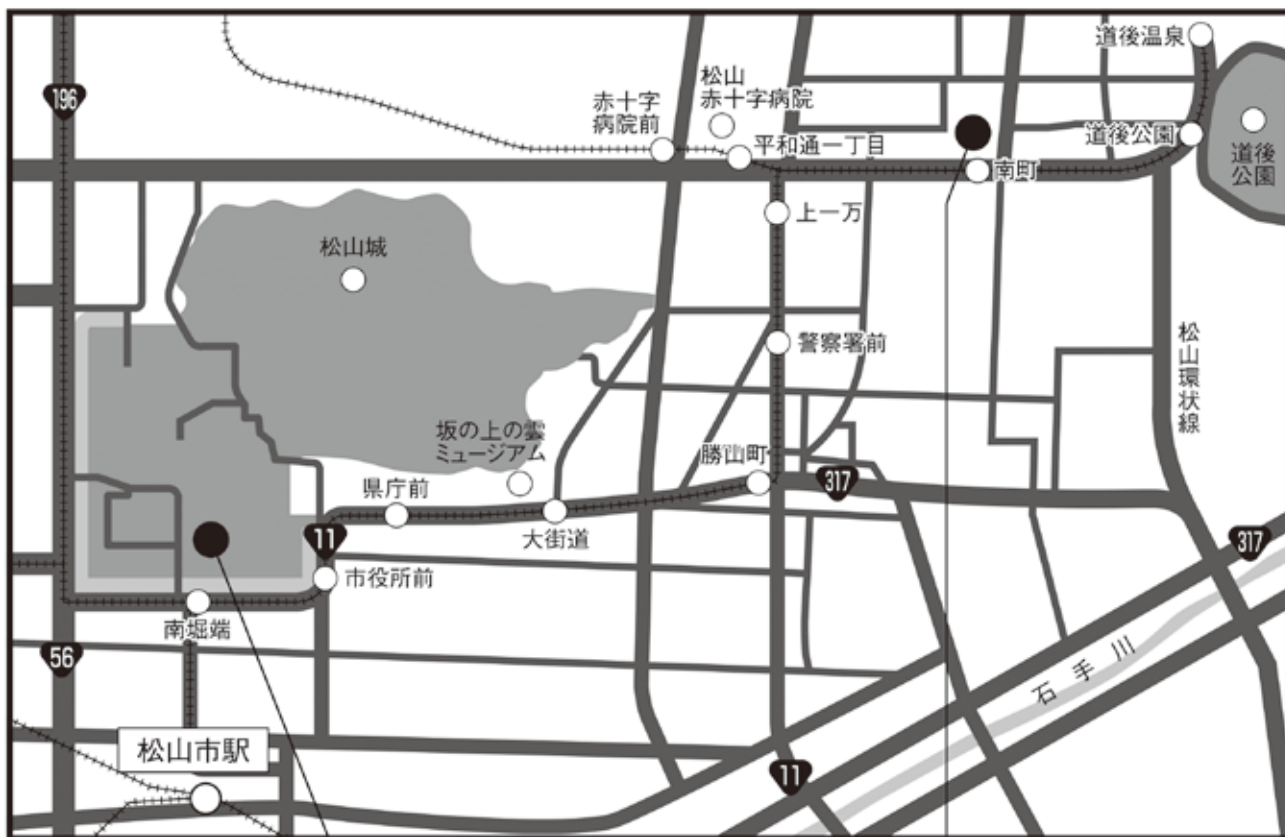 道後温泉
196
松山
赤十字病院
赤十字
病院前
平和通一丁目
道後公園
道後
公園
南町
上一万
松山城
警察署前
松山環状線
坂の上の雲
ミュージアム
勝山町
317
県庁前
大街道
11
317
市役所前
南堀端
56
石手川
松山市駅
11